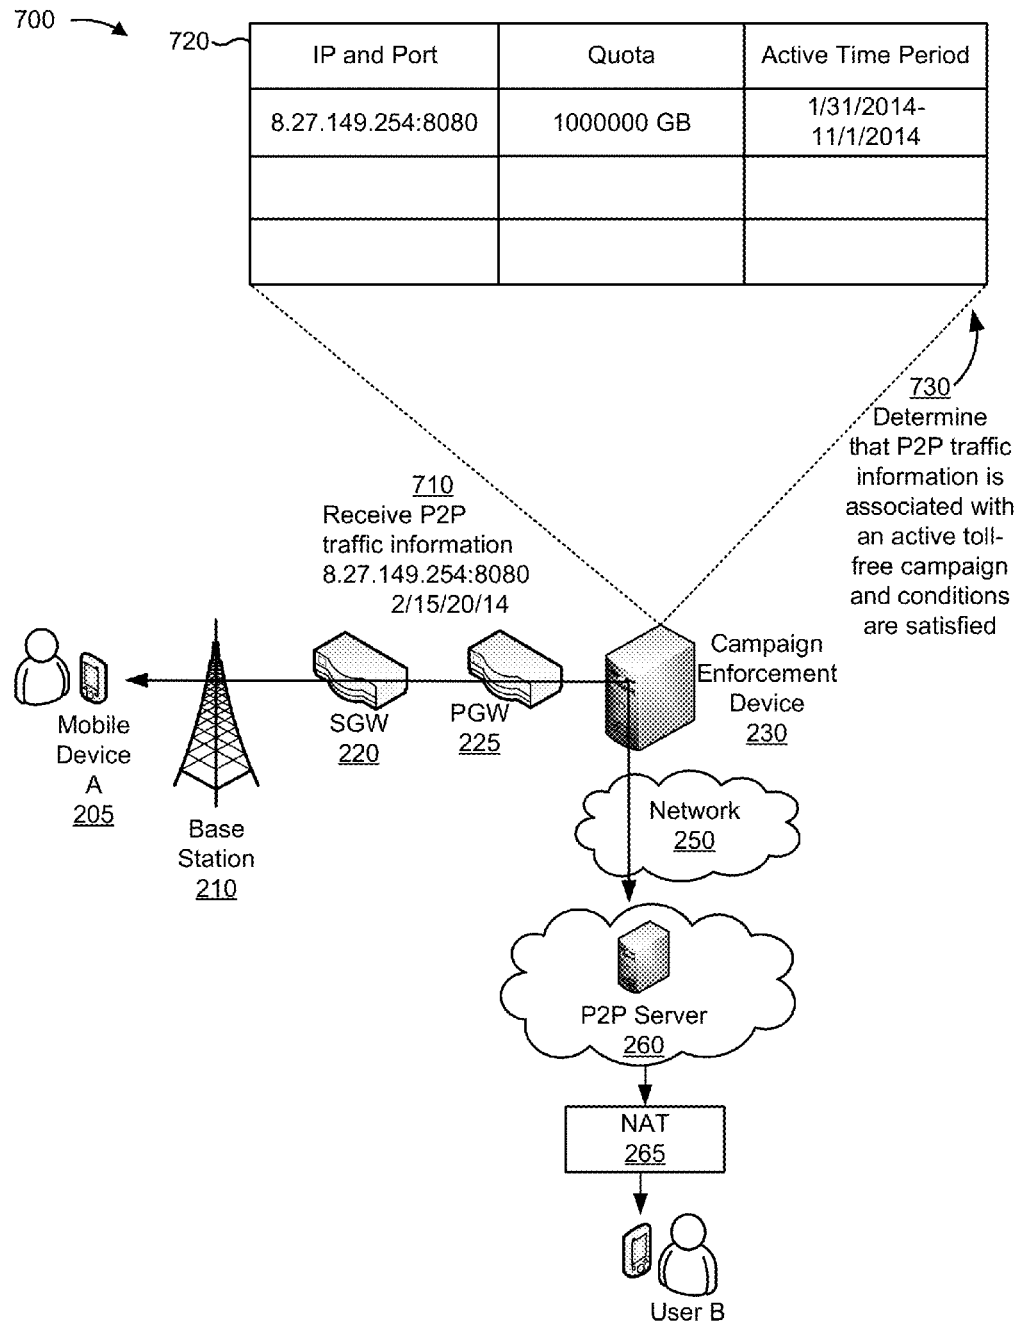 700
720
IP and Port
Quota
Active Time Period
8.27.149.254:8080
1000000 GB
1/31/2014-
11/1/2014
730
Determine
that P2P traffic
information is
associated with
an active toll-
free campaign
and conditions
are satisfied
710
Receive P2P
traffic information
8.27.149.254:8080
2/15/20/14
Mobile
Device
A
205
Base
Station
210
SGW
220
PGW
225
Campaign
Enforcement
Device
230
Network
250
P2P Server
260
NAT
265
User B